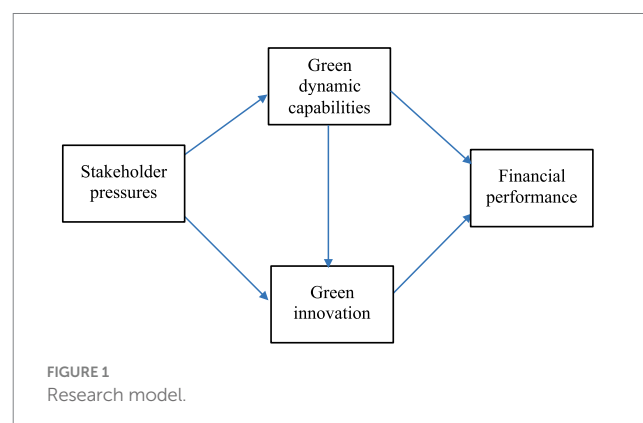 Green
dynamic
capabilities
Stakeholder
pressures
Financial
performance
Green
innovation
FIGURE 1
Research model.